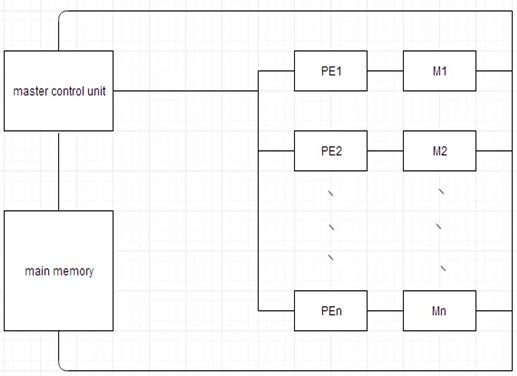 master control unit
PE1
M1
PE2
M2
main memory
PEn
Mn